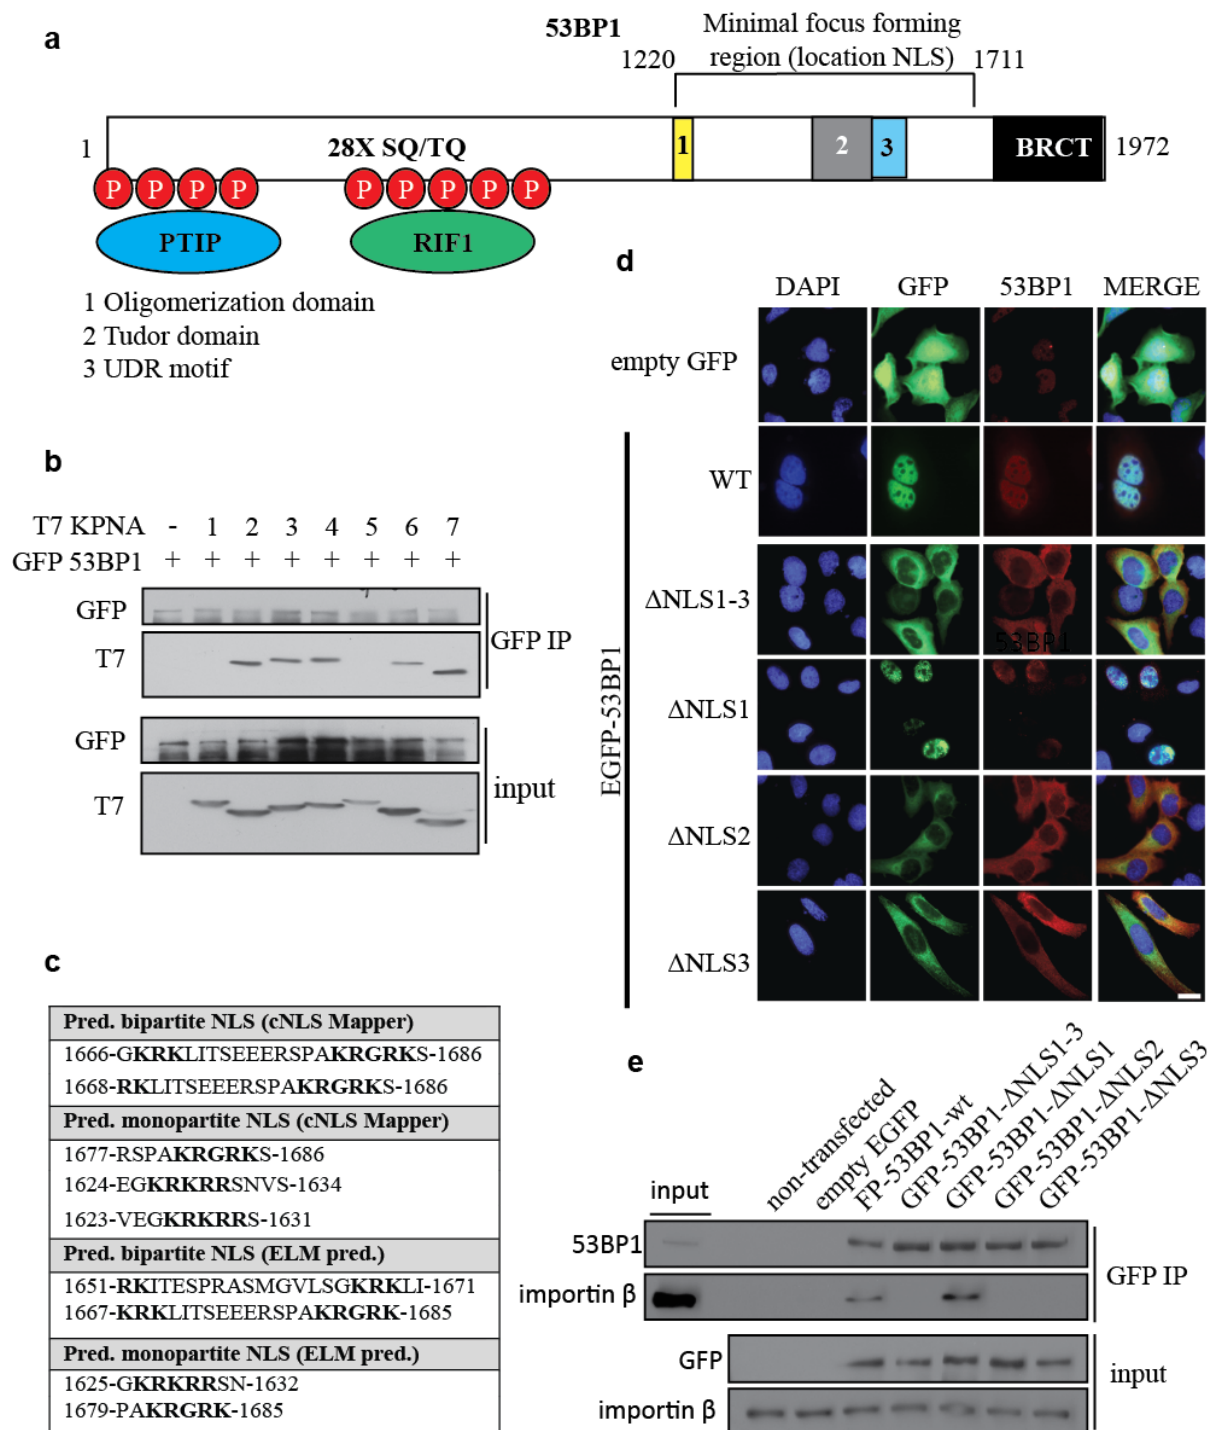 a
53BP1
Minimal focus forming
region (location NLS)
1220
1711
1
28X SQ/TQ
1
2
3
BRCT
1972
P P P P
P P P P P
PTIP
RIF1
1 Oligomerization domain
2 Tudor domain
3 UDR motif
b
T7 KPNA - 1 2 3 4 5 6 7
GFP 53BP1 + + + + + + + +
GFP
T7
GFP IP
GFP
T7
input
c
Pred. bipartite NLS (cNLS Mapper)
1666-GKRKLITSEEERSPAKRGRKS-1686
1668-RKLITSEEERSPAKRGRKS-1686
Pred. monopartite NLS (cNLS Mapper)
1677-RSPAKRGRKS-1686
1624-EGKRKRRSNVS-1634
1623-VEGKRKRRS-1631
Pred. bipartite NLS (ELM pred.)
1651-RKITESPRASMGVLSGKRKLI-1671
1667-KRKLITSEEERSPAKRGRK-1685
Pred. monopartite NLS (ELM pred.)
1625-GKRKRRSN-1632
1679-PAKRGRK-1685
d
DAPI GFP 53BP1 MERGE
empty GFP
EGFP-53BP1
WT
ΔNLS1-3
53BP1
ΔNLS1
ΔNLS2
ΔNLS3
e
input
non-transfected
empty EGFP
FP-53BP1-wt
GFP-53BP1-ΔNLS1-3
GFP-53BP1-ΔNLS1
GFP-53BP1-ΔNLS2
GFP-53BP1-ΔNLS3
53BP1
importin β
GFP IP
GFP
importin β
input